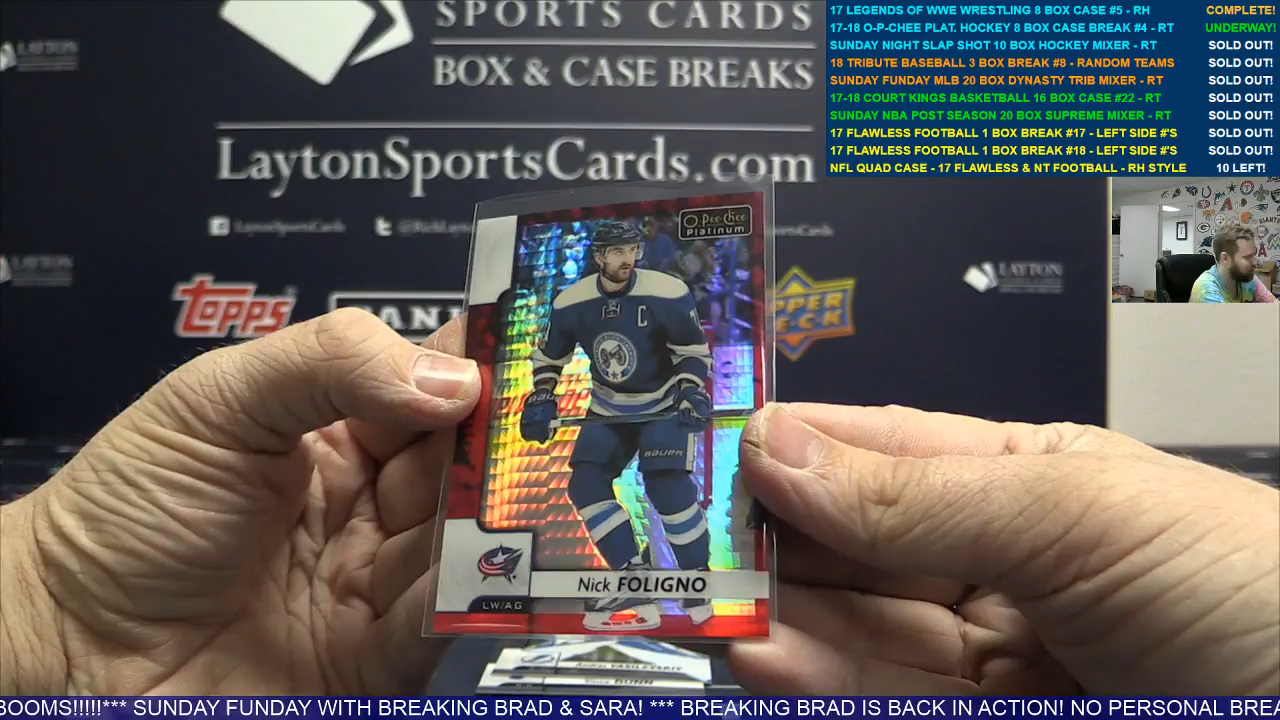 17 LEGENDS OF WWE WRESTLING 8 BOX CASE #5 - RH COMPLETE!
17-18 O-P-CHEE PLAT. HOCKEY 8 BOX CASE BREAK #4 - RT UNDERWAY!
SUNDAY NIGHT SLAP SHOT 10 BOX HOCKEY MIXER - RT SOLD OUT!
18 TRIBUTE BASEBALL 3 BOX BREAK #8 - RANDOM TEAMS SOLD OUT!
SUNDAY FUNDAY MLB 20 BOX DYNASTY TRIB MIXER - RT SOLD OUT!
17-18 COURT KINGS BASKETBALL 16 BOX CASE #22 - RT SOLD OUT!
SUNDAY NBA POST SEASON 20 BOX SUPREME MIXER - RT SOLD OUT!
17 FLAWLESS FOOTBALL 1 BOX BREAK #17 - LEFT SIDE #'S SOLD OUT!
17 FLAWLESS FOOTBALL 1 BOX BREAK #18 - LEFT SIDE #'S SOLD OUT!
NFL QUAD CASE - 17 FLAWLESS & NT FOOTBALL - RH STYLE 10 LEFT!
SPORTS CARDS
BOX & CASE BREAKS
LaytonSportsCards.com
LAYTON
LAYTON
topps
UPPER DECK
O-Pee-Chee
Platinum
C
BAUER
Nick FOLIGNO
LW/AG
Andrei VASILEVSKIY
Vince DUNN
BOOMS!!!!!*** SUNDAY FUNDAY WITH BREAKING BRAD & SARA! *** BREAKING BRAD IS BACK IN ACTION! NO PERSONAL BREA